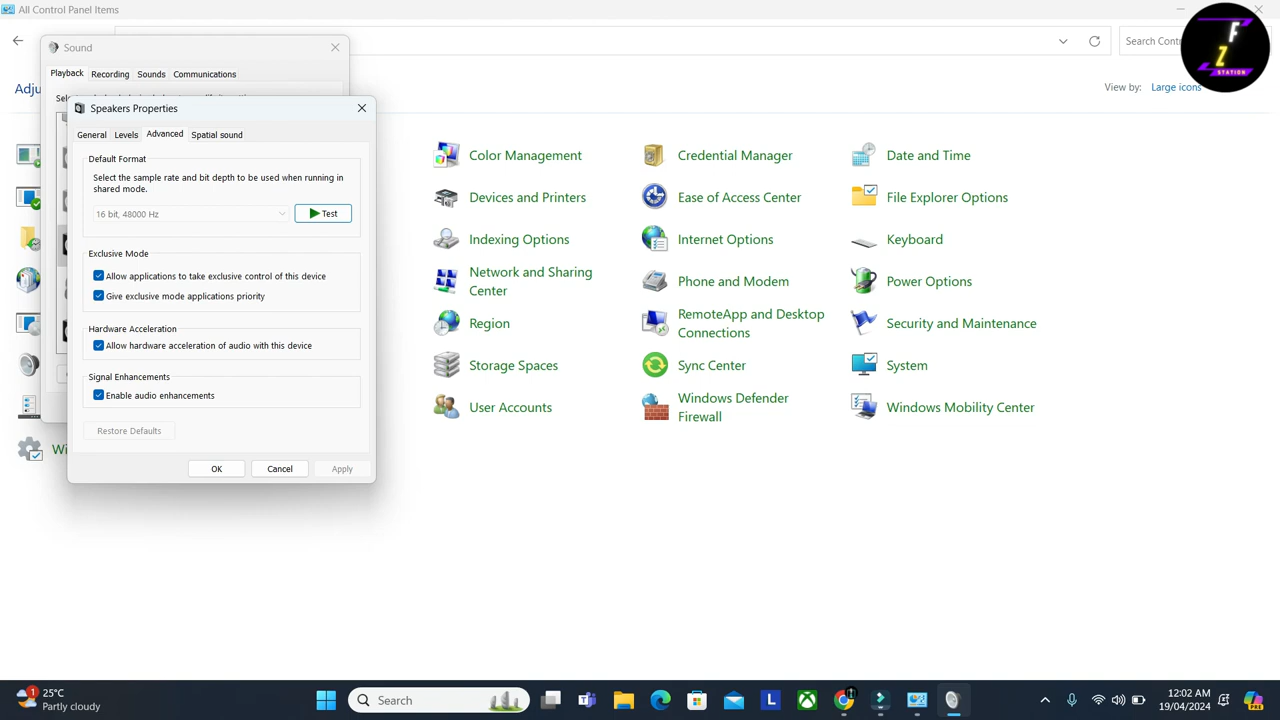 All Control Panel Items
Search Cont
F
Z
STATION
Adju
View by:
Large icons
Sound
Playback
Recording
Sounds
Communications
Speakers Properties
General
Levels
Advanced
Spatial sound
Default Format
Select the sample rate and bit depth to be used when running in
shared mode.
16 bit, 48000 Hz
Test
Exclusive Mode
Allow applications to take exclusive control of this device
Give exclusive mode applications priority
Hardware Acceleration
Allow hardware acceleration of audio with this device
Signal Enhancements
Enable audio enhancements
Restore Defaults
OK
Cancel
Apply
Wi
Color Management
Credential Manager
Date and Time
Devices and Printers
Ease of Access Center
File Explorer Options
Indexing Options
Internet Options
Keyboard
Network and Sharing
Center
Phone and Modem
Power Options
Region
RemoteApp and Desktop
Connections
Security and Maintenance
Storage Spaces
Sync Center
System
User Accounts
Windows Defender
Firewall
Windows Mobility Center
1
25°C
Partly cloudy
Search
L
12:02 AM
19/04/2024
PRE